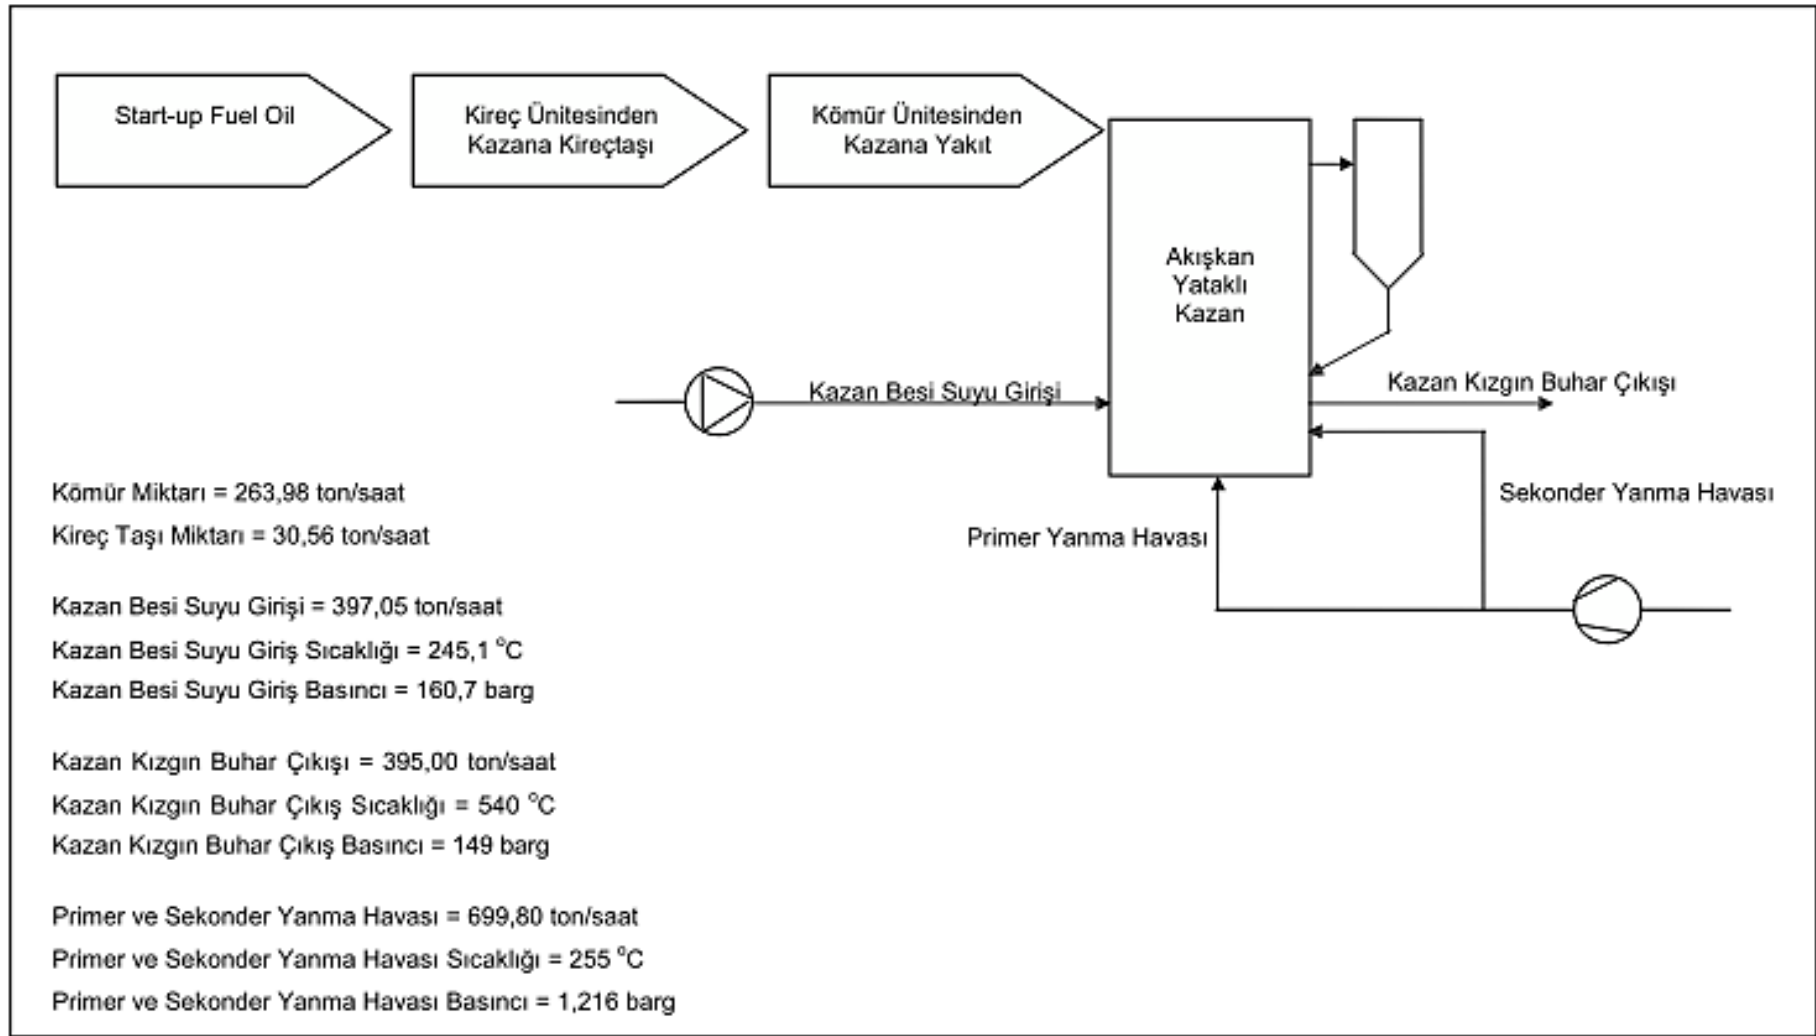 Start-up Fuel Oil
Kireç Ünitesinden
Kazana Kireçtaşı
Kömür Ünitesinden
Kazana Yakıt
Akışkan
Yataklı
Kazan
Kazan Besi Suyu Girişi
Kazan Kızgın Buhar Çıkışı
Sekonder Yanma Havası
Primer Yanma Havası
Kömür Miktarı = 263,98 ton/saat
Kireç Taşı Miktarı = 30,56 ton/saat
Kazan Besi Suyu Girişi = 397,05 ton/saat
Kazan Besi Suyu Giriş Sıcaklığı = 245,1 °C
Kazan Besi Suyu Giriş Basıncı = 160,7 barg
Kazan Kızgın Buhar Çıkışı = 395,00 ton/saat
Kazan Kızgın Buhar Çıkış Sıcaklığı = 540 °C
Kazan Kızgın Buhar Çıkış Basıncı = 149 barg
Primer ve Sekonder Yanma Havası = 699,80 ton/saat
Primer ve Sekonder Yanma Havası Sıcaklığı = 255 °C
Primer ve Sekonder Yanma Havası Basıncı = 1,216 barg